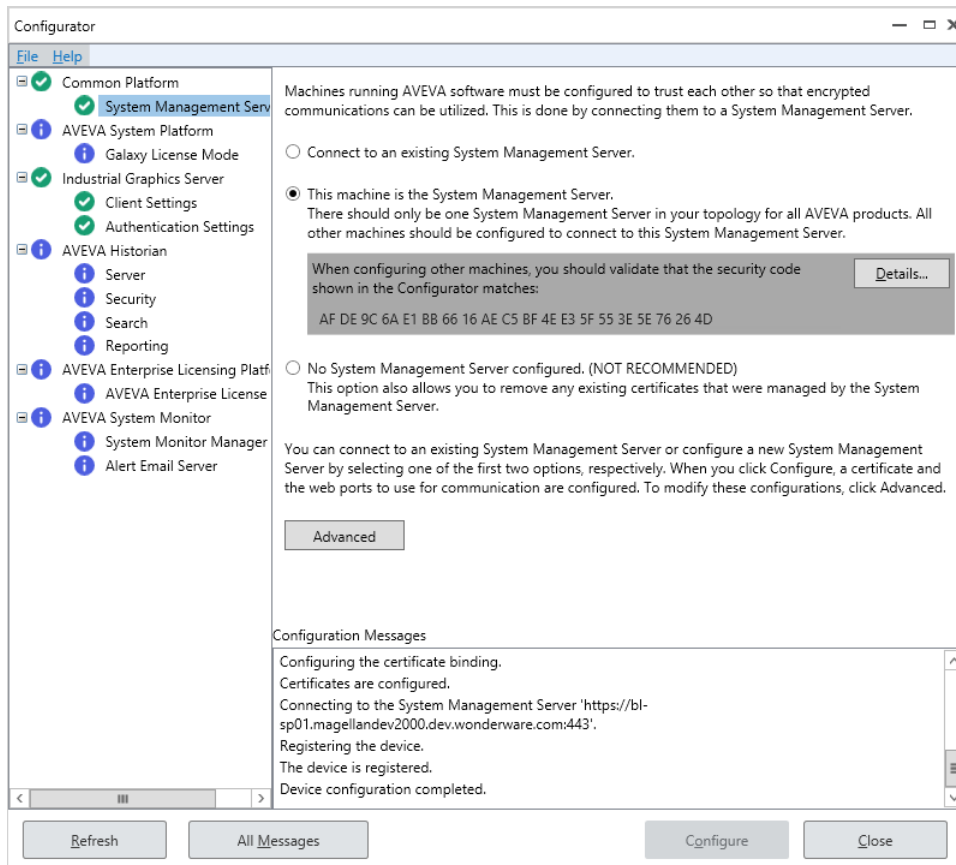 Configurator
File Help
Common Platform
System Management Serv
AVEVA System Platform
Galaxy License Mode
Industrial Graphics Server
Client Settings
Authentication Settings
AVEVA Historian
Server
Security
Search
Reporting
AVEVA Enterprise Licensing Platf
AVEVA Enterprise License
AVEVA System Monitor
System Monitor Manager
Alert Email Server
Machines running AVEVA software must be configured to trust each other so that encrypted
communications can be utilized. This is done by connecting them to a System Management Server.
Connect to an existing System Management Server.
This machine is the System Management Server.
There should only be one System Management Server in your topology for all AVEVA products. All
other machines should be configured to connect to this System Management Server.
When configuring other machines, you should validate that the security code
shown in the Configurator matches:
Details...
AF DE 9C 6A E1 BB 66 16 AE C5 BF 4E E3 5F 55 3E 5E 76 26 4D
No System Management Server configured. (NOT RECOMMENDED)
This option also allows you to remove any existing certificates that were managed by the System
Management Server.
You can connect to an existing System Management Server or configure a new System Management
Server by selecting one of the first two options, respectively. When you click Configure, a certificate and
the web ports to use for communication are configured. To modify these configurations, click Advanced.
Advanced
Configuration Messages
Configuring the certificate binding.
Certificates are configured.
Connecting to the System Management Server 'https://bl-
sp01.magellandev2000.dev.wonderware.com:443'.
Registering the device.
The device is registered.
Device configuration completed.
Refresh
All Messages
Configure
Close